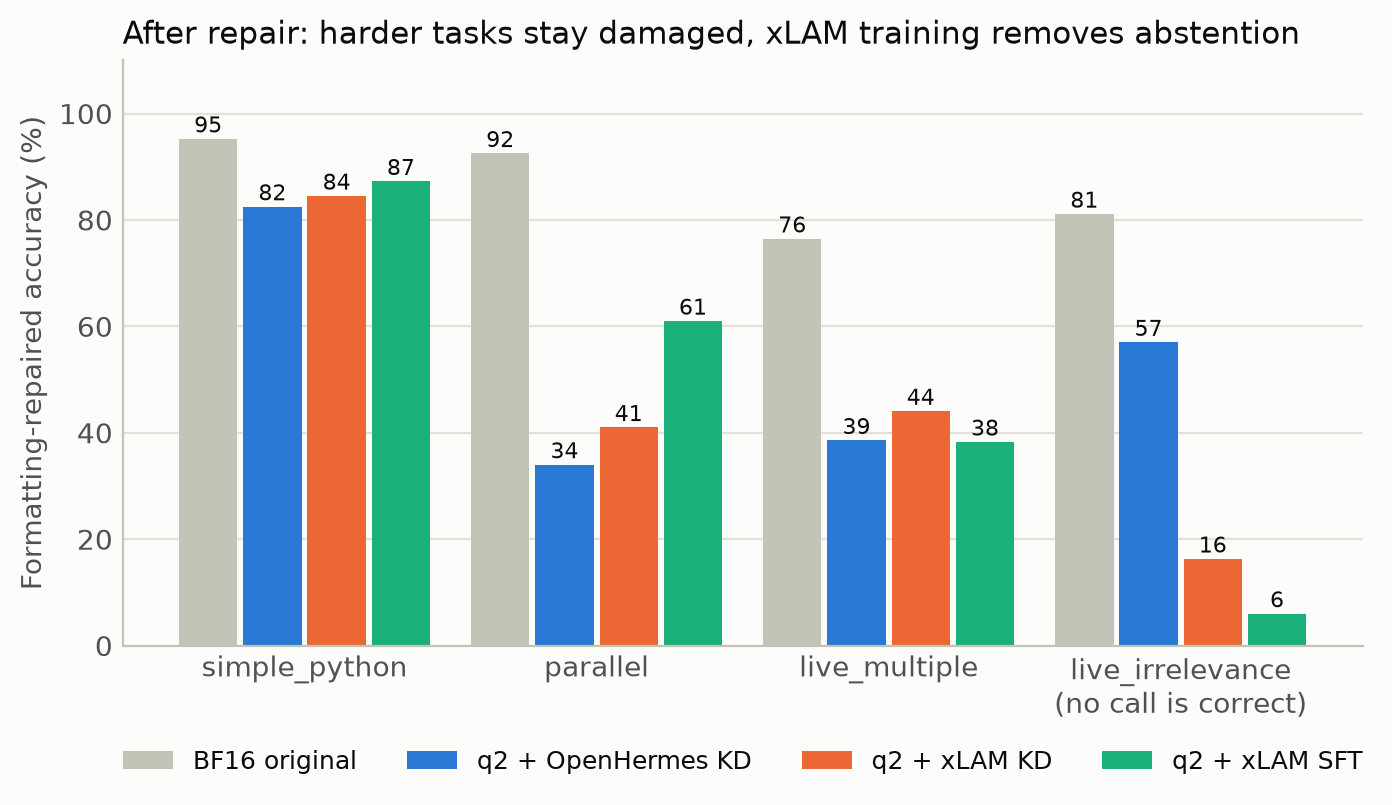 After repair: harder tasks stay damaged, xLAM training removes abstention
Formatting-repaired accuracy (%)
100
80
60
40
20
0
95
82
84
87
92
34
41
61
76
39
44
38
81
57
16
6
simple_python
parallel
live_multiple
live_irrelevance
(no call is correct)
BF16 original
q2 + OpenHermes KD
q2 + xLAM KD
q2 + xLAM SFT